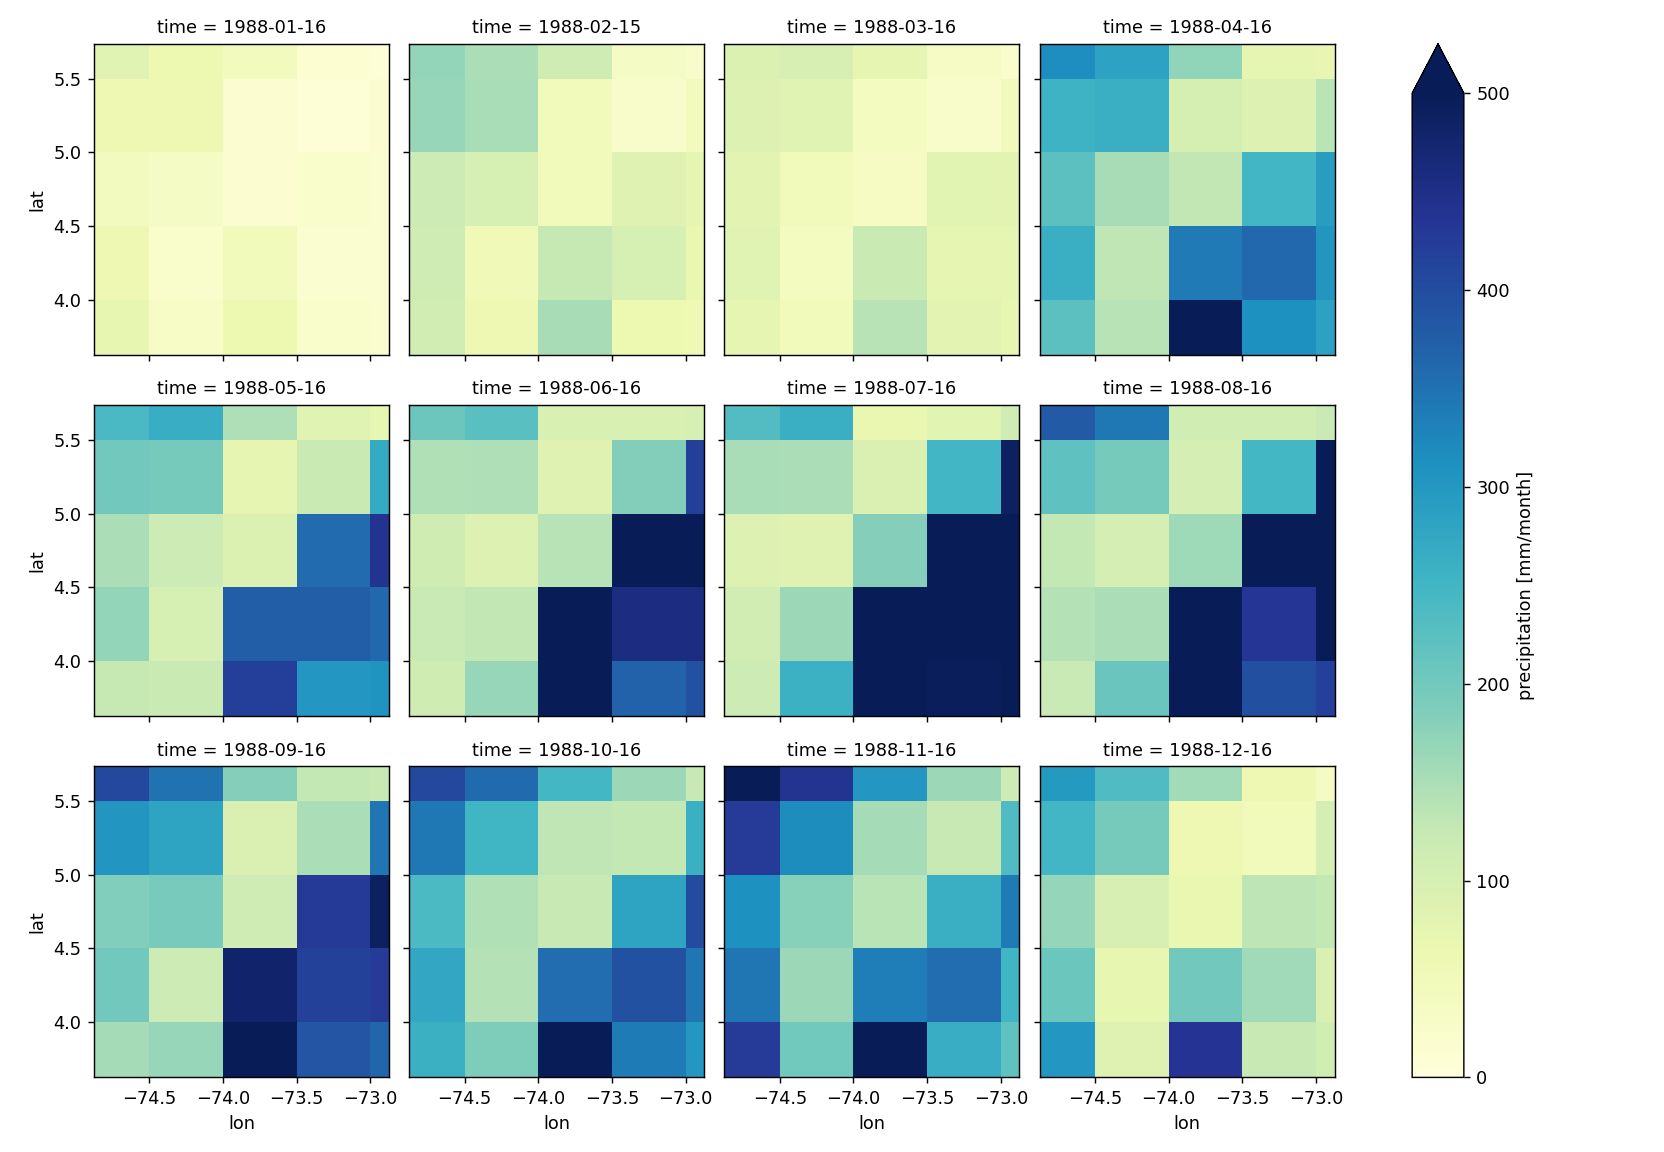 time = 1988-01-16
time = 1988-02-15
time = 1988-03-16
time = 1988-04-16
5.5
5.0
4.5
4.0
lat
time = 1988-05-16
time = 1988-06-16
time = 1988-07-16
time = 1988-08-16
5.5
5.0
4.5
4.0
lat
time = 1988-09-16
time = 1988-10-16
time = 1988-11-16
time = 1988-12-16
5.5
5.0
4.5
4.0
lat
−74.5 −74.0 −73.5 −73.0
lon
−74.5 −74.0 −73.5 −73.0
lon
−74.5 −74.0 −73.5 −73.0
lon
−74.5 −74.0 −73.5 −73.0
lon
500
400
300
200
100
0
precipitation [mm/month]